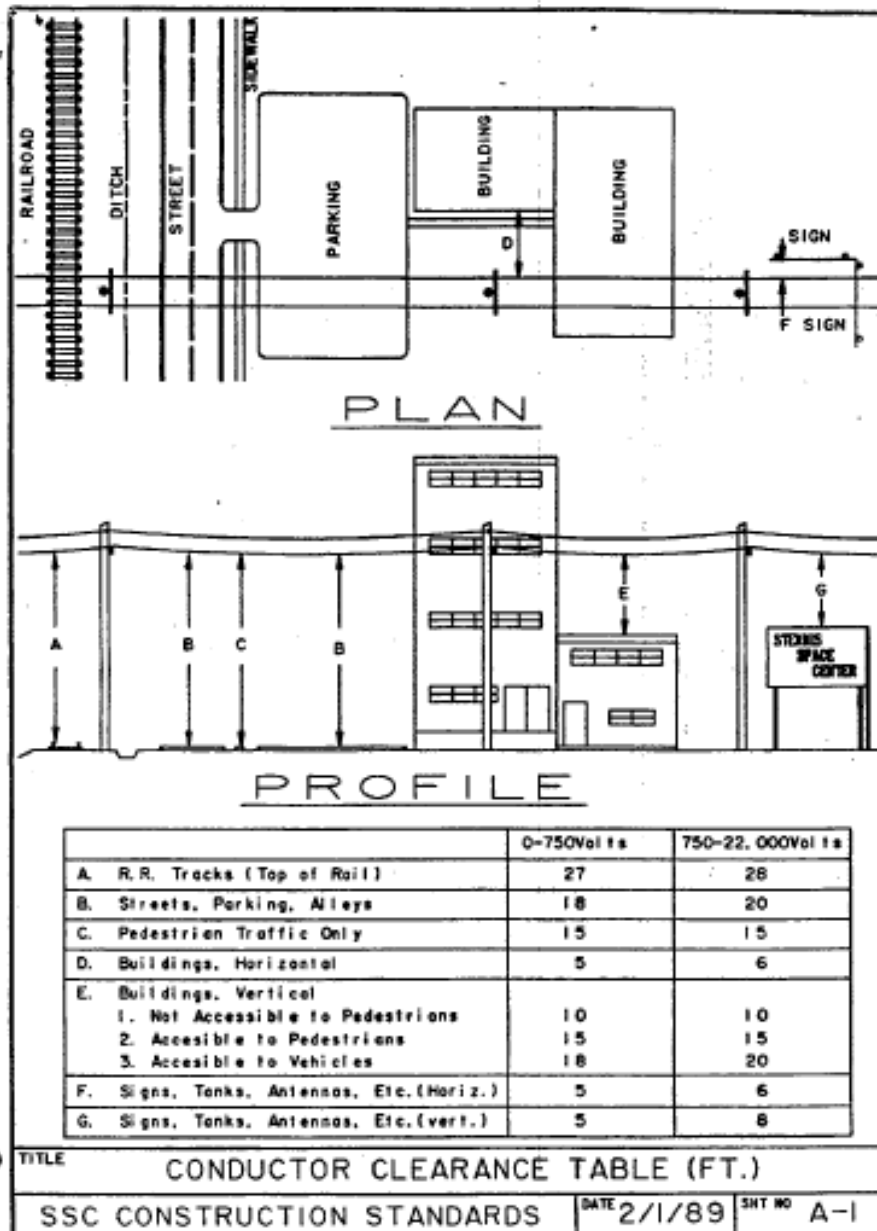 RAILROAD
DITCH
STREET
SIDEWALK
PARKING
BUILDING
BUILDING
D
SIGN
F SIGN
PLAN
A
B
C
B
E
G
STENNIS
SPACE
CENTER
PROFILE
0-750Volts 750-22,000Volts
A. R.R. Tracks (Top of Rail) 27 28
B. Streets, Parking, Alleys 18 20
C. Pedestrian Traffic Only 15 15
D. Buildings, Horizontal 5 6
E. Buildings, Vertical
1. Not Accessible to Pedestrians 10 10
2. Accesible to Pedestrians 15 15
3. Accesible to Vehicles 18 20
F. Signs, Tanks, Antennas, Etc.(Horiz.) 5 6
G. Signs, Tanks, Antennas, Etc.(vert.) 5 8
TITLE CONDUCTOR CLEARANCE TABLE (FT.)
SSC CONSTRUCTION STANDARDS DATE 2/1/89 SHT NO A-1